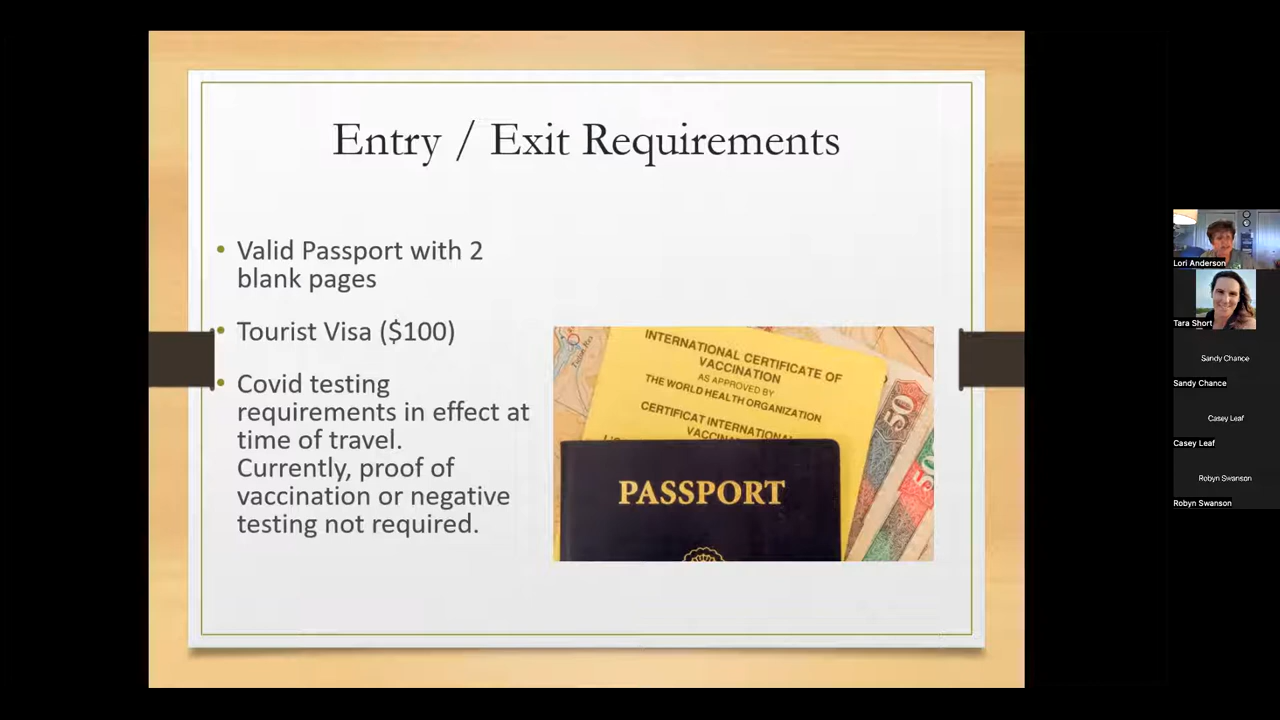 Entry / Exit Requirements
• Valid Passport with 2
blank pages
• Tourist Visa ($100)
• Covid testing
requirements in effect at
time of travel.
Currently, proof of
vaccination or negative
testing not required.
INTERNATIONAL CERTIFICATE OF
VACCINATION
AS APPROVED BY
THE WORLD HEALTH ORGANIZATION
CERTIFICAT INTERNATIONAL
PASSPORT
50
50
Lori Anderson
Tara Short
Sandy Chance
Sandy Chance
Casey Leaf
Casey Leaf
Robyn Swanson
Robyn Swanson